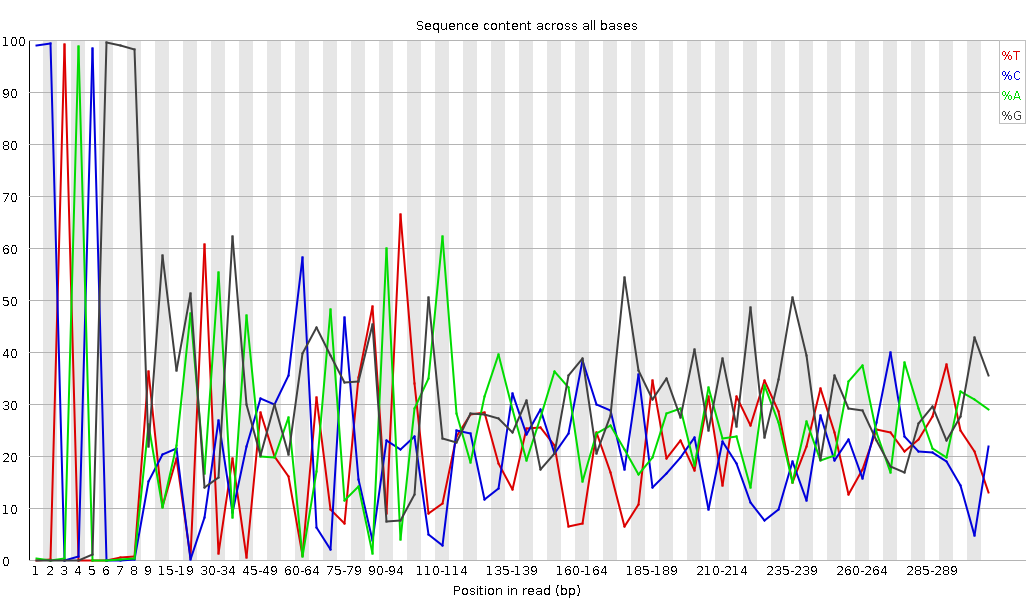 Sequence content across all bases
100
90
80
70
60
50
40
30
20
10
0
%T
%C
%A
%G
1 2 3 4 5 6 7 8 9 15-19 30-34 45-49 60-64 75-79 90-94 110-114 135-139 160-164 185-189 210-214 235-239 260-264 285-289
Position in read (bp)